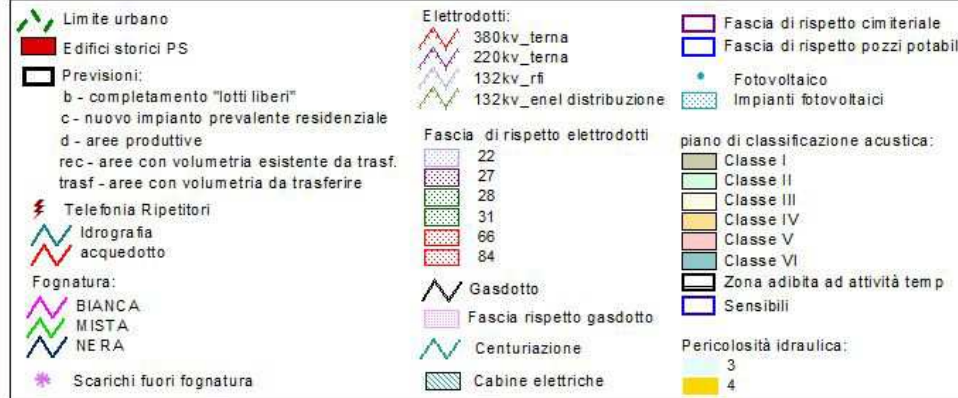 Limite urbano
Edifici storici PS
Previsioni:
b - completamento "lotti liberi"
c - nuovo impianto prevalente residenziale
d - aree produttive
rec - aree con volumetria esistente da trasf.
trasf - aree con volumetria da trasferire
Telefonia Ripetitori
Idrografia
acquedotto
Fognatura:
BIANCA
MISTA
NERA
Scarichi fuori fognatura
Elettrodotti:
380kv_terna
220kv_terna
132kv_rfi
132kv_enel distribuzione
Fascia di rispetto elettrodotti
22
27
28
31
66
84
Gasdotto
Fascia rispetto gasdotto
Centuriazione
Cabine elettriche
Fascia di rispetto cimiteriale
Fascia di rispetto pozzi potabil
Fotovoltaico
Impianti fotovoltaici
piano di classificazione acustica:
Classe I
Classe II
Classe III
Classe IV
Classe V
Classe VI
Zona adibita ad attività temp
Sensibili
Pericolosità idraulica:
3
4